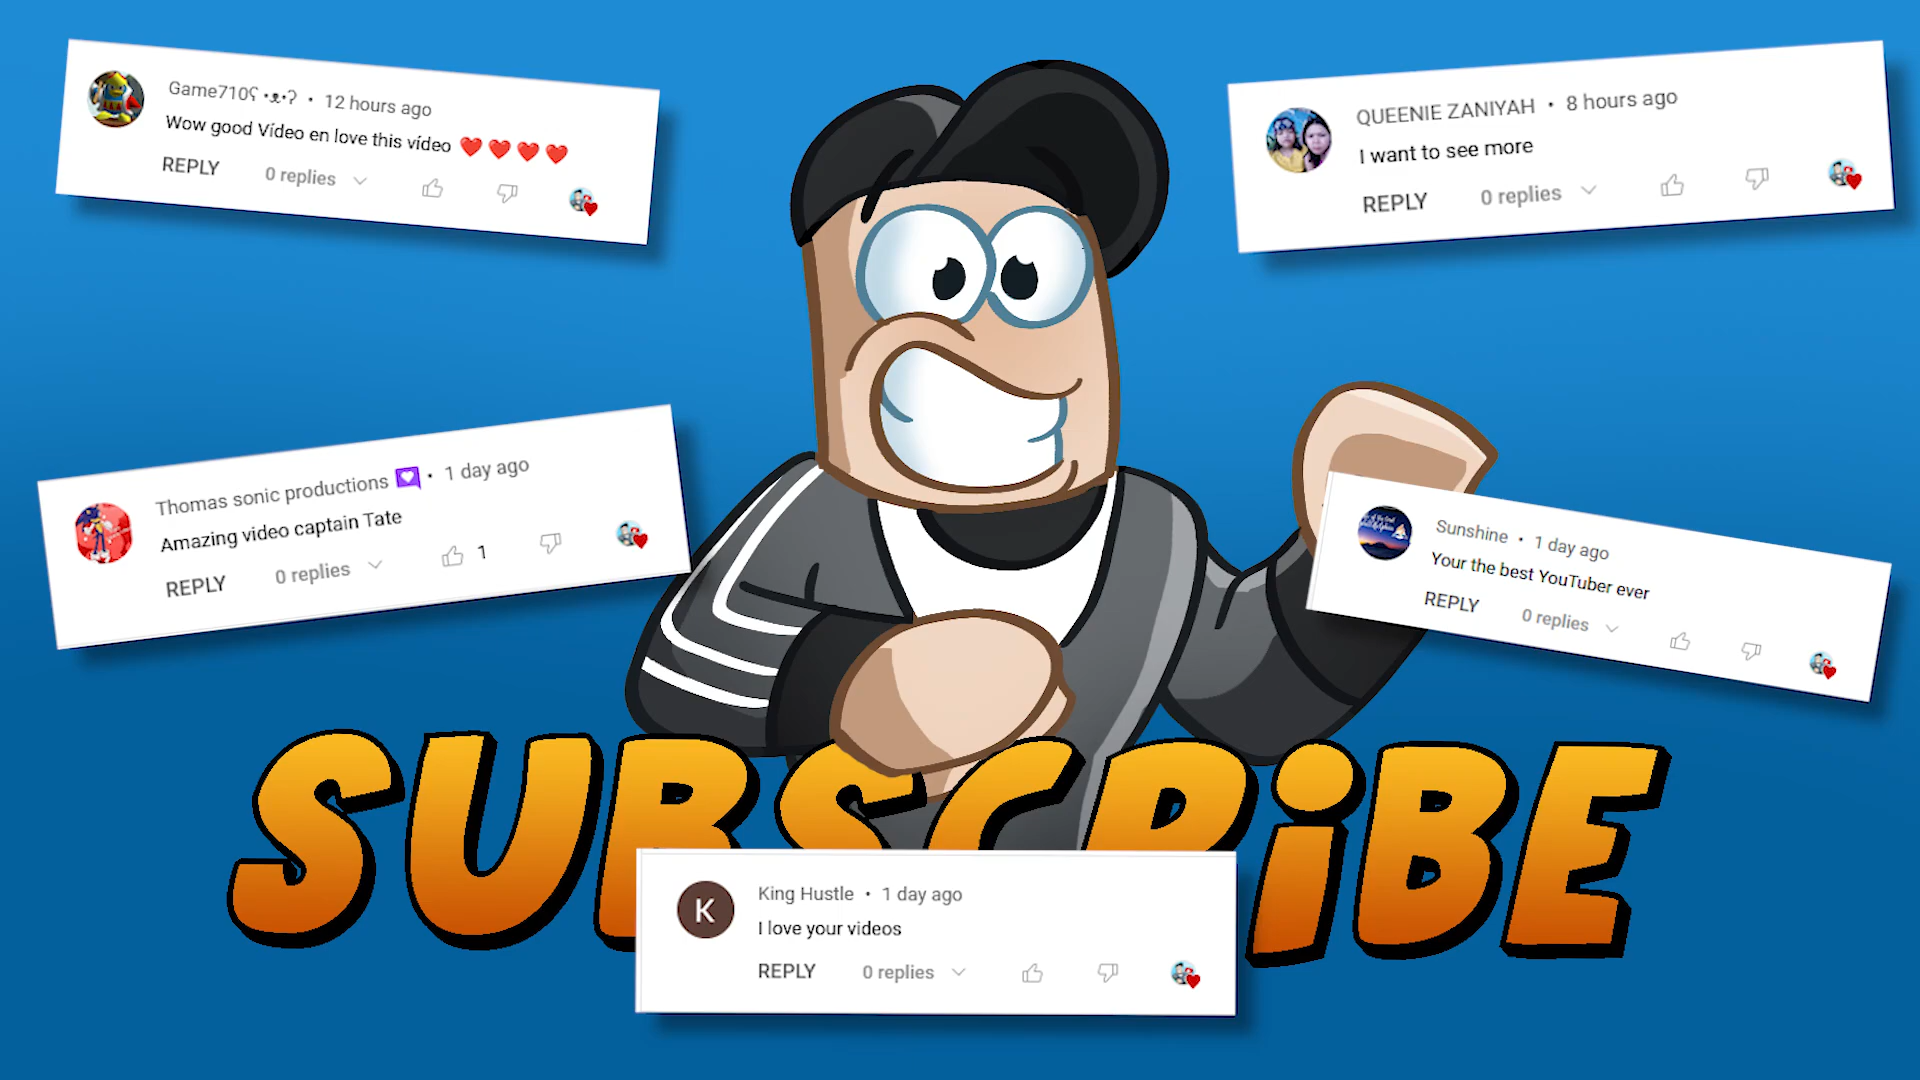 Game710ʕ •ᴥ•ʔ • 12 hours ago
Wow good Vídeo en love this vídeo ❤️❤️❤️❤️
REPLY 0 replies
QUEENIE ZANIYAH • 8 hours ago
I want to see more
REPLY 0 replies
Thomas sonic productions 💟 • 1 day ago
Amazing video captain Tate
REPLY 0 replies 1
Sunshine • 1 day ago
Your the best YouTuber ever
REPLY 0 replies
SUBSCRiBE
K
King Hustle • 1 day ago
I love your videos
REPLY 0 replies